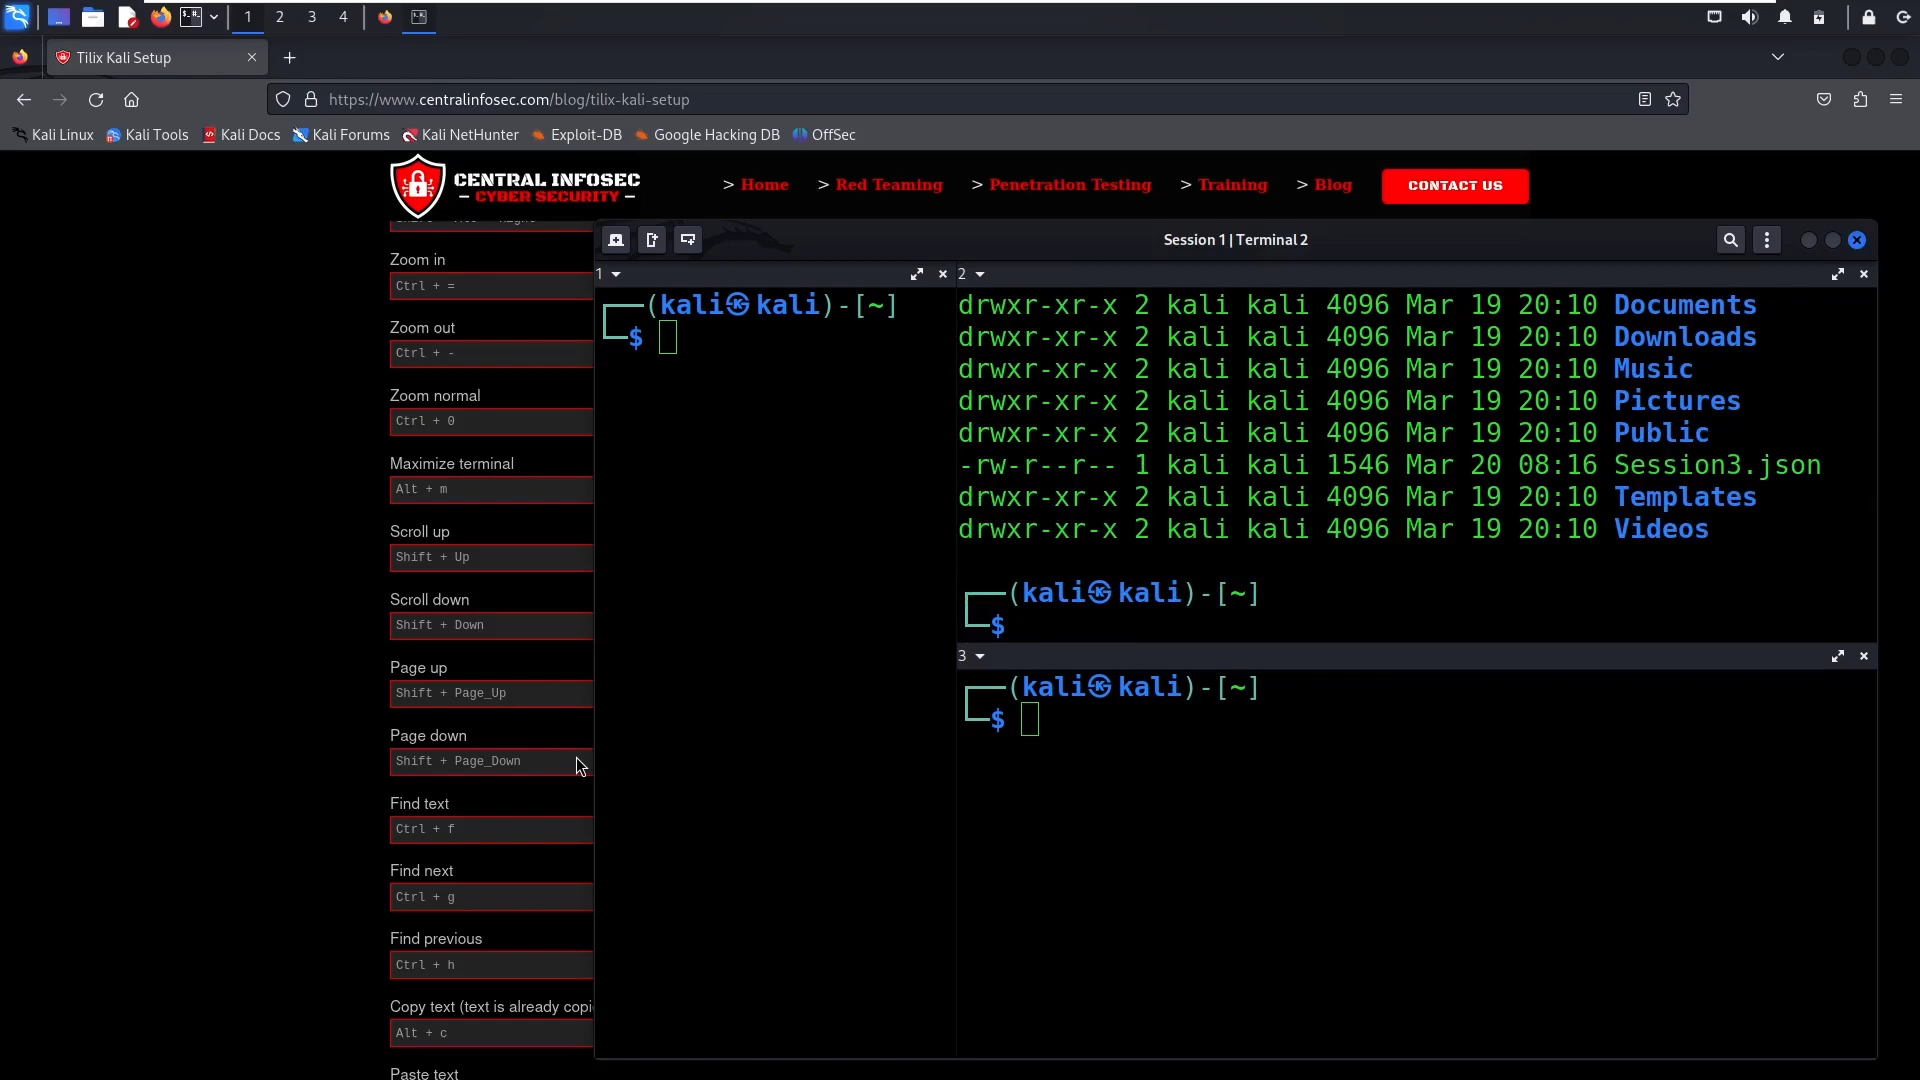 1 2 3 4
Tilix Kali Setup
https://www.centralinfosec.com/blog/tilix-kali-setup
Kali Linux Kali Tools Kali Docs Kali Forums Kali NetHunter Exploit-DB Google Hacking DB OffSec
CENTRAL INFOSEC
CYBER SECURITY
> Home > Red Teaming > Penetration Testing > Training > Blog CONTACT US
Zoom in
Ctrl + =
Zoom out
Ctrl + -
Zoom normal
Ctrl + 0
Maximize terminal
Alt + m
Scroll up
Shift + Up
Scroll down
Shift + Down
Page up
Shift + Page_Up
Page down
Shift + Page_Down
Find text
Ctrl + f
Find next
Ctrl + g
Find previous
Ctrl + h
Copy text (text is already copi
Alt + c
Paste text
Session 1 | Terminal 2
1
(kali㉿kali)-[~]
$
2
drwxr-xr-x 2 kali kali 4096 Mar 19 20:10 Documents
drwxr-xr-x 2 kali kali 4096 Mar 19 20:10 Downloads
drwxr-xr-x 2 kali kali 4096 Mar 19 20:10 Music
drwxr-xr-x 2 kali kali 4096 Mar 19 20:10 Pictures
drwxr-xr-x 2 kali kali 4096 Mar 19 20:10 Public
-rw-r--r-- 1 kali kali 1546 Mar 20 08:16 Session3.json
drwxr-xr-x 2 kali kali 4096 Mar 19 20:10 Templates
drwxr-xr-x 2 kali kali 4096 Mar 19 20:10 Videos
(kali㉿kali)-[~]
$
3
(kali㉿kali)-[~]
$